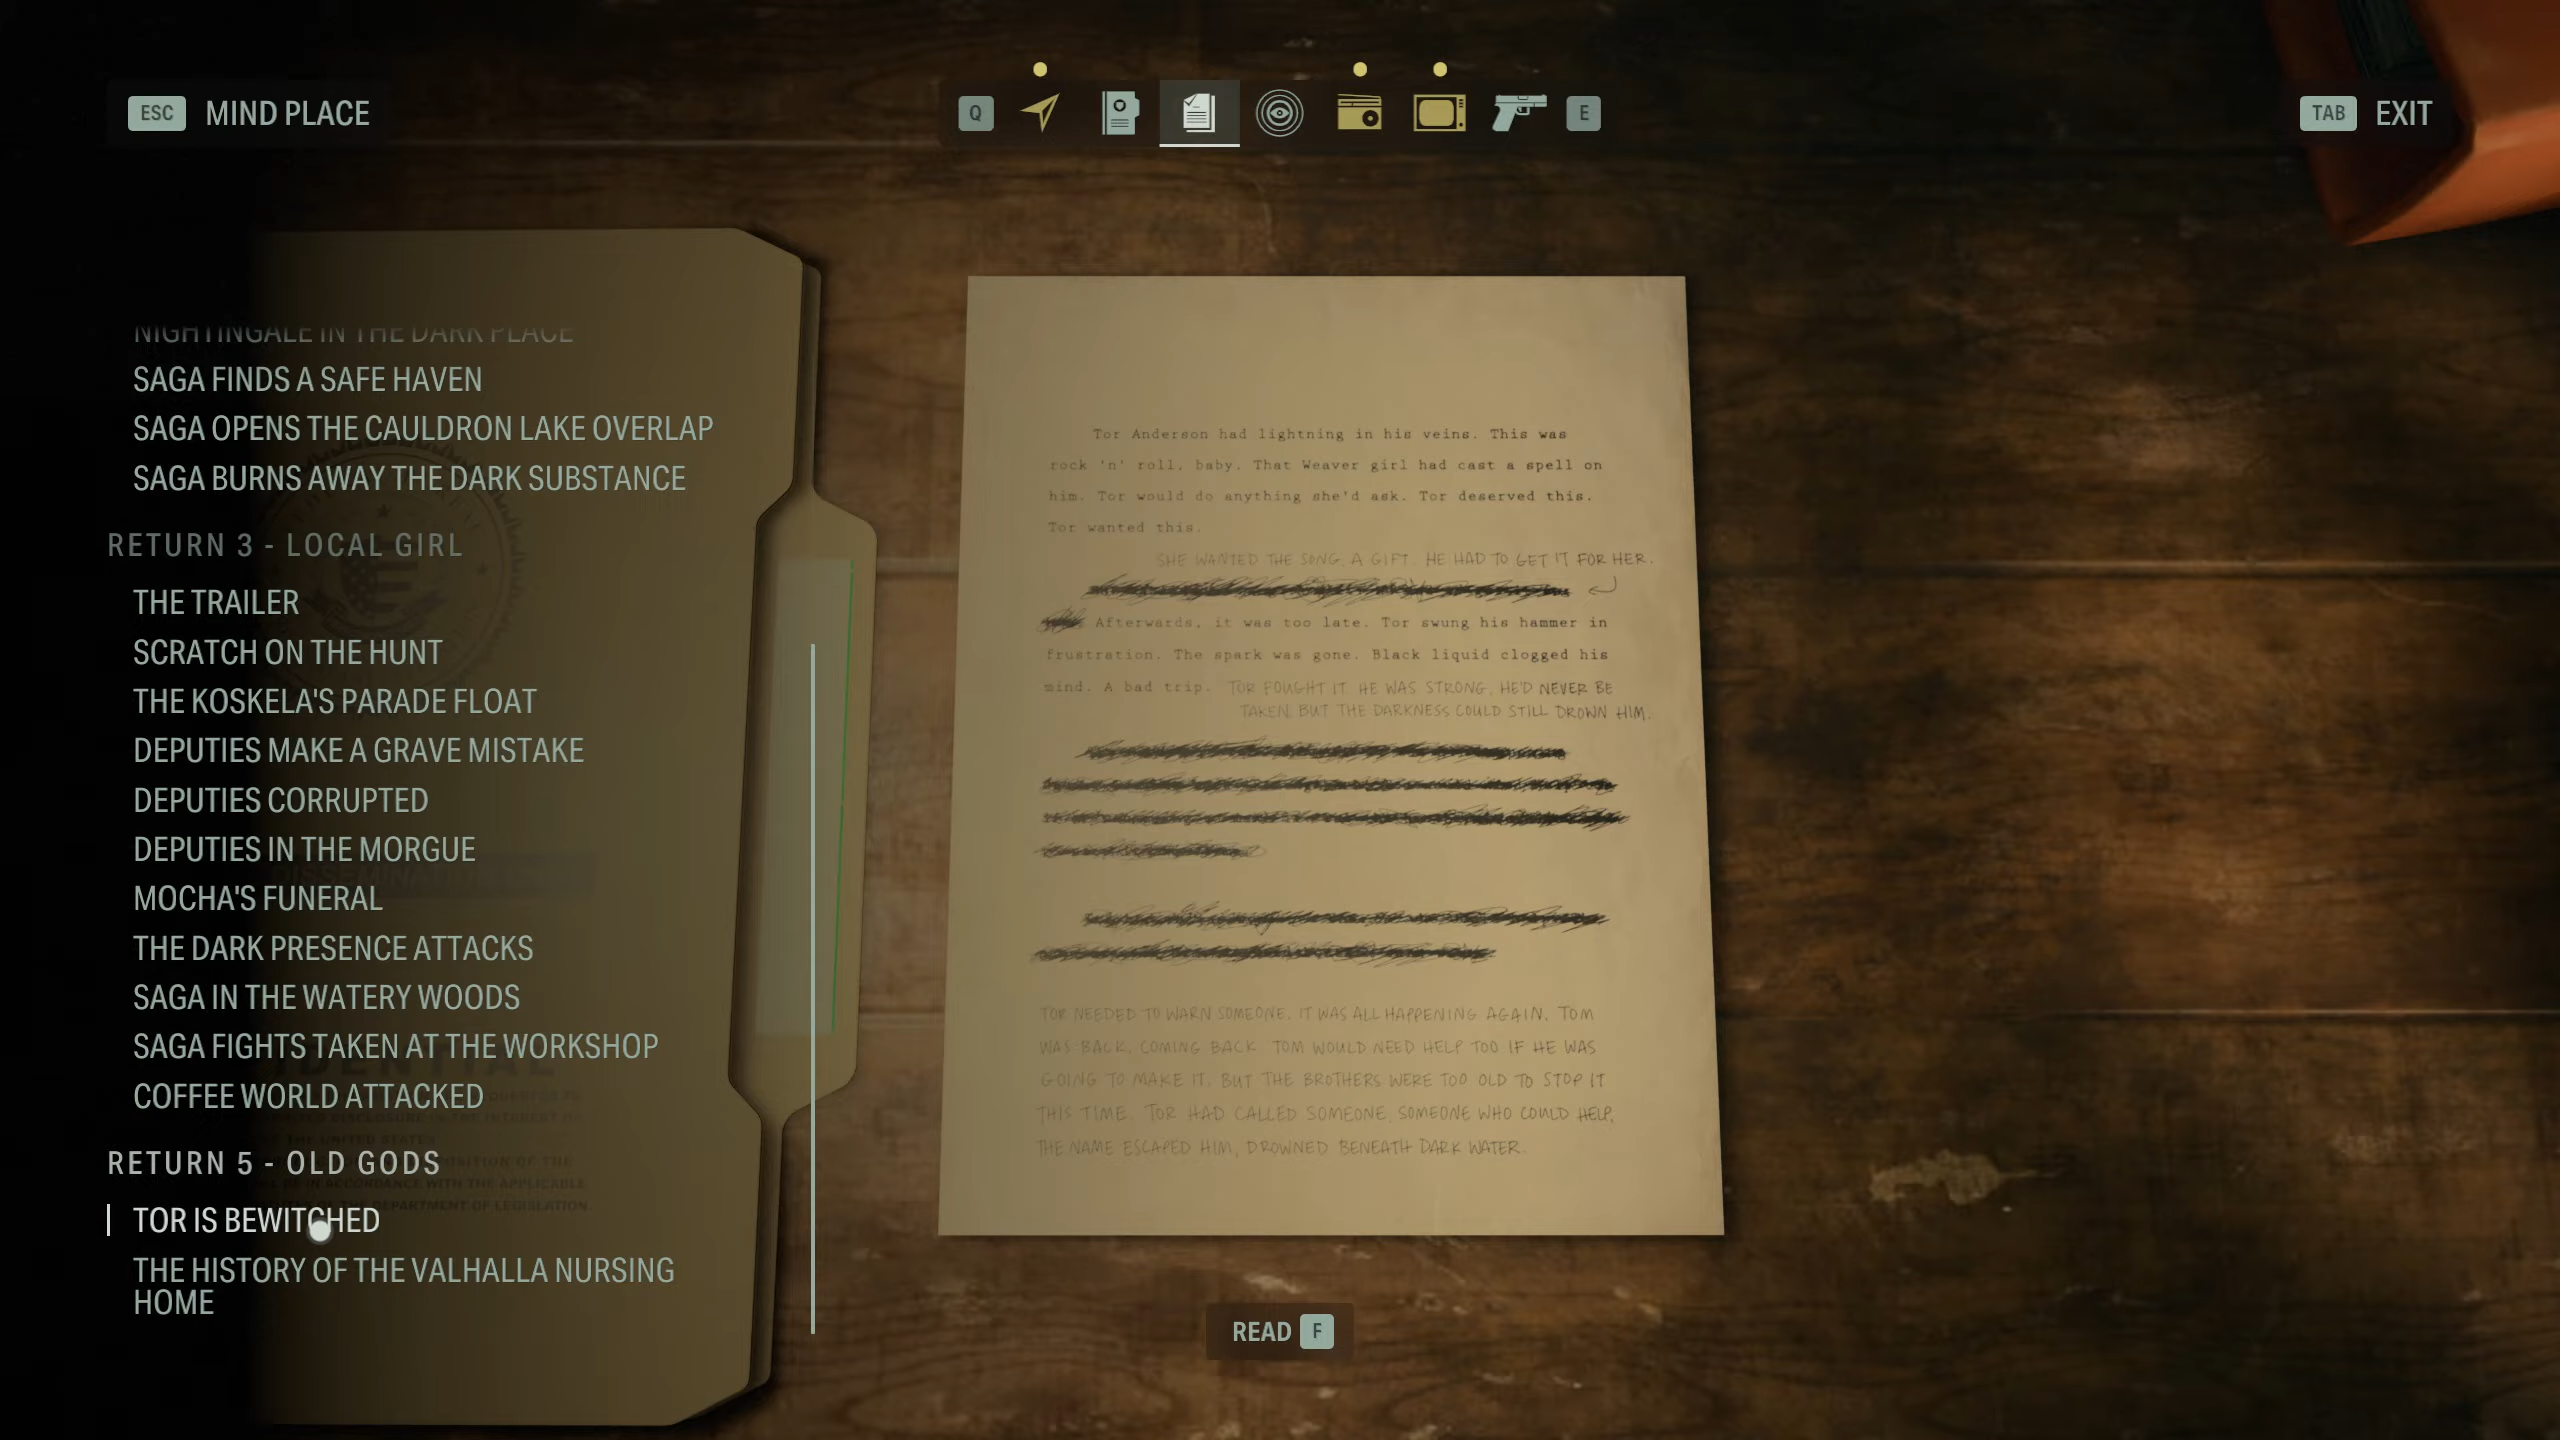 ESC MIND PLACE
Q
E
TAB EXIT
NIGHTINGALE IN THE DARK PLACE
SAGA FINDS A SAFE HAVEN
SAGA OPENS THE CAULDRON LAKE OVERLAP
SAGA BURNS AWAY THE DARK SUBSTANCE
RETURN 3 - LOCAL GIRL
THE TRAILER
SCRATCH ON THE HUNT
THE KOSKELA'S PARADE FLOAT
DEPUTIES MAKE A GRAVE MISTAKE
DEPUTIES CORRUPTED
DEPUTIES IN THE MORGUE
MOCHA'S FUNERAL
THE DARK PRESENCE ATTACKS
SAGA IN THE WATERY WOODS
SAGA FIGHTS TAKEN AT THE WORKSHOP
COFFEE WORLD ATTACKED
RETURN 5 - OLD GODS
TOR IS BEWITCHED
THE HISTORY OF THE VALHALLA NURSING
HOME
Tor Anderson had lightning in his veins. This was
rock 'n' roll, baby. That Weaver girl had cast a spell on
him. Tor would do anything she'd ask. Tor deserved this.
Tor wanted this.
SHE WANTED THE SONG. A GIFT. HE HAD TO GET IT FOR HER.
Afterwards, it was too late. Tor swung his hammer in
frustration. The spark was gone. Black liquid clogged his
mind. A bad trip. TOR FOUGHT IT. HE WAS STRONG. HE'D NEVER BE
TAKEN. BUT THE DARKNESS COULD STILL DROWN HIM.
TOR NEEDED TO WARN SOMEONE. IT WAS ALL HAPPENING AGAIN. TOM
WAS BACK, COMING BACK. TOM WOULD NEED HELP TOO IF HE WAS
GOING TO MAKE IT. BUT THE BROTHERS WERE TOO OLD TO STOP IT
THIS TIME. TOR HAD CALLED SOMEONE. SOMEONE WHO COULD HELP.
THE NAME ESCAPED HIM, DROWNED BENEATH DARK WATER.
READ F